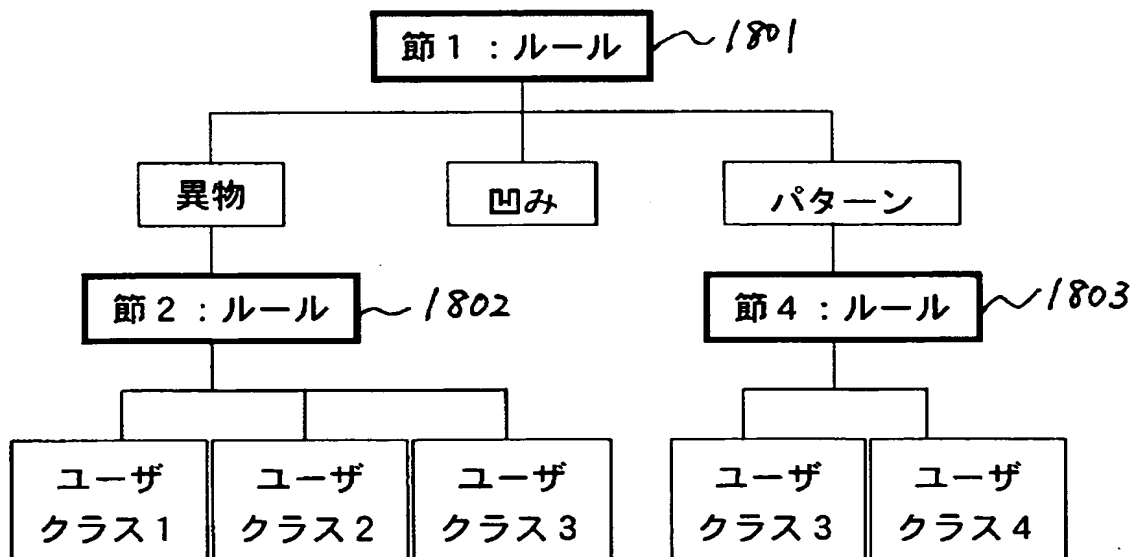 節1:ルール
1801
異物
凹み
パターン
節2:ルール
1802
節4:ルール
1803
ユーザ
クラス1
ユーザ
クラス2
ユーザ
クラス3
ユーザ
クラス3
ユーザ
クラス4